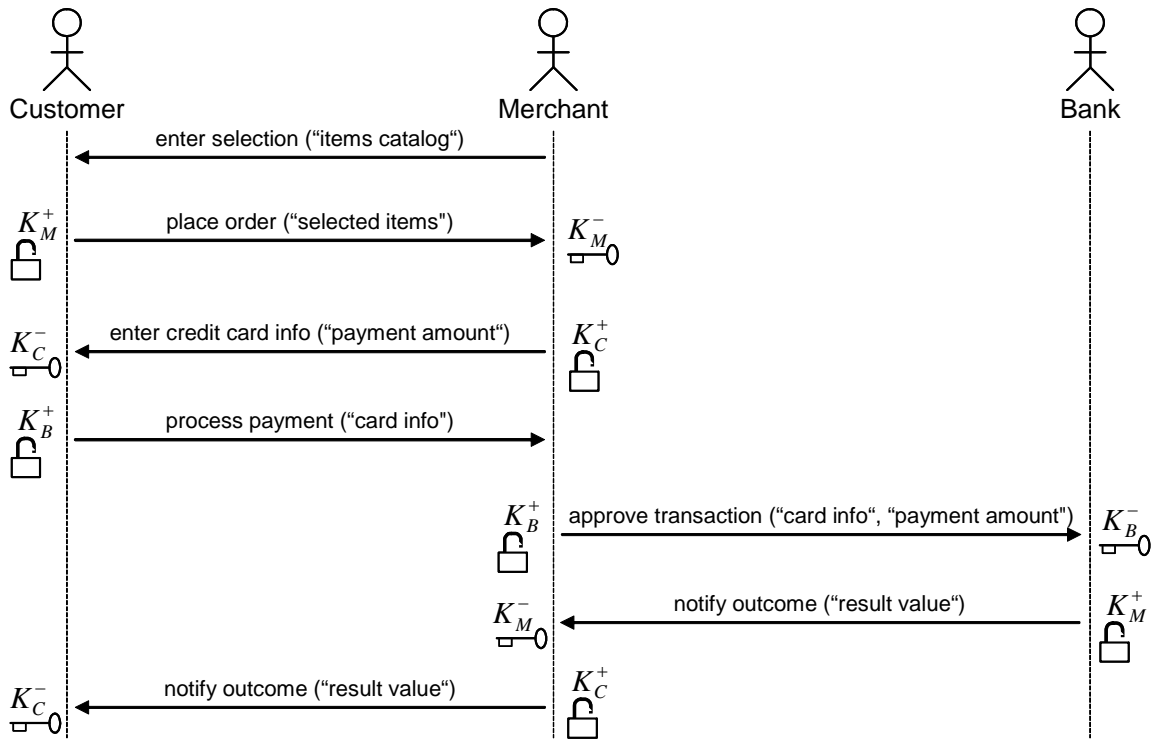 Customer Merchant Bank
enter selection (“items catalog“)
K_M^+ place order (“selected items") K_M^-
K_C^- enter credit card info (“payment amount“) K_C^+
K_B^+ process payment (“card info")
K_B^+ approve transaction (“card info“, “payment amount") K_B^-
K_M^- notify outcome (“result value“) K_M^+
K_C^- notify outcome (“result value“) K_C^+